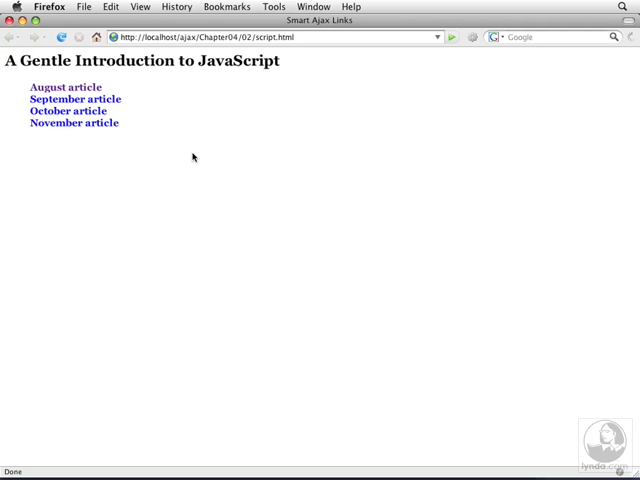 Firefox File Edit View History Bookmarks Tools Window Help
Smart Ajax Links
http://localhost/ajax/Chapter04/02/script.html
Google
A Gentle Introduction to JavaScript
August article
September article
October article
November article
lynda.com
Done